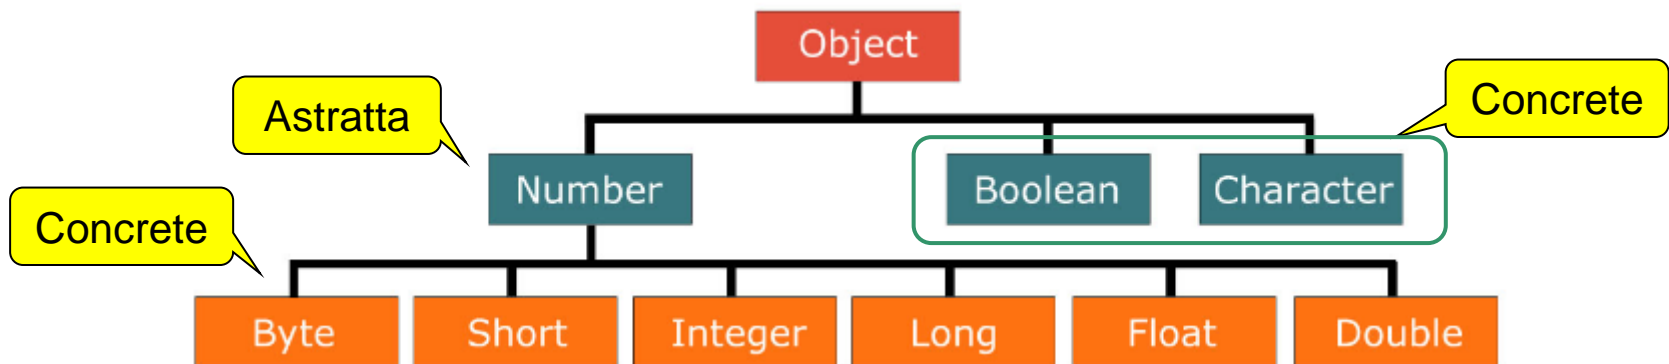 Object
Astratta
Concrete
Number
Boolean
Character
Concrete
Byte
Short
Integer
Long
Float
Double